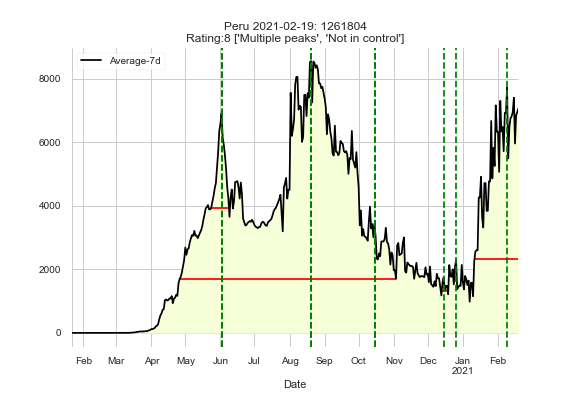 Peru 2021-02-19: 1261804
Rating:8 ['Multiple peaks', 'Not in control']
Average-7d
8000
6000
4000
2000
0
Feb Mar Apr May Jun Jul Aug Sep Oct Nov Dec Jan Feb
2021
Date